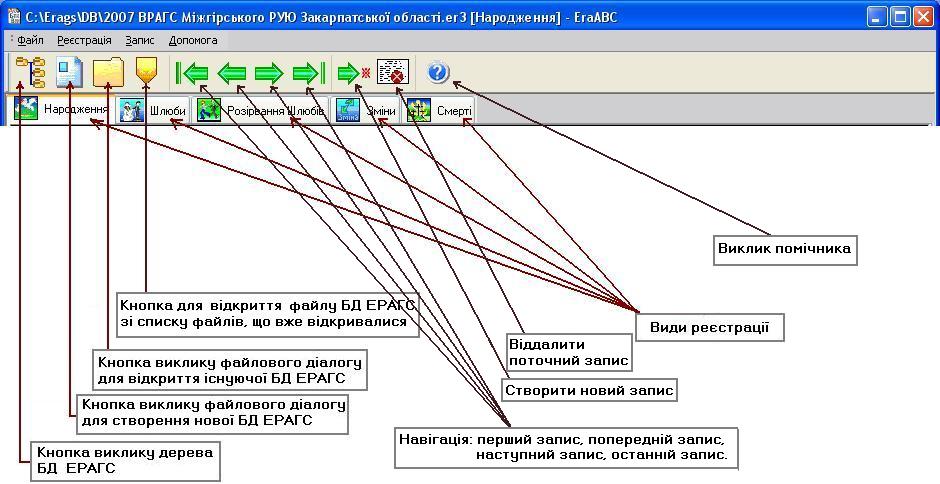 C:\Erags\DB\2007 ВРАГС Міжгірського РУЮ Закарпатської області.er3 [Народження] - EraABC
Файл Реєстрація Запис Допомога
Народження Шлюби Розірвання Шлюбів Зміни Смерті
Виклик помічника
Кнопка для відкриття файлу БД ЕРАГС
зі списку файлів, що вже відкривалися
Види реєстрації
Віддалити
поточний запис
Кнопка виклику файлового діалогу
для відкриття існуючої БД ЕРАГС
Створити новий запис
Кнопка виклику файлового діалогу
для створення нової БД ЕРАГС
Навігація: перший запис, попередній запис,
наступний запис, останній запис.
Кнопка виклику дерева
БД ЕРАГС